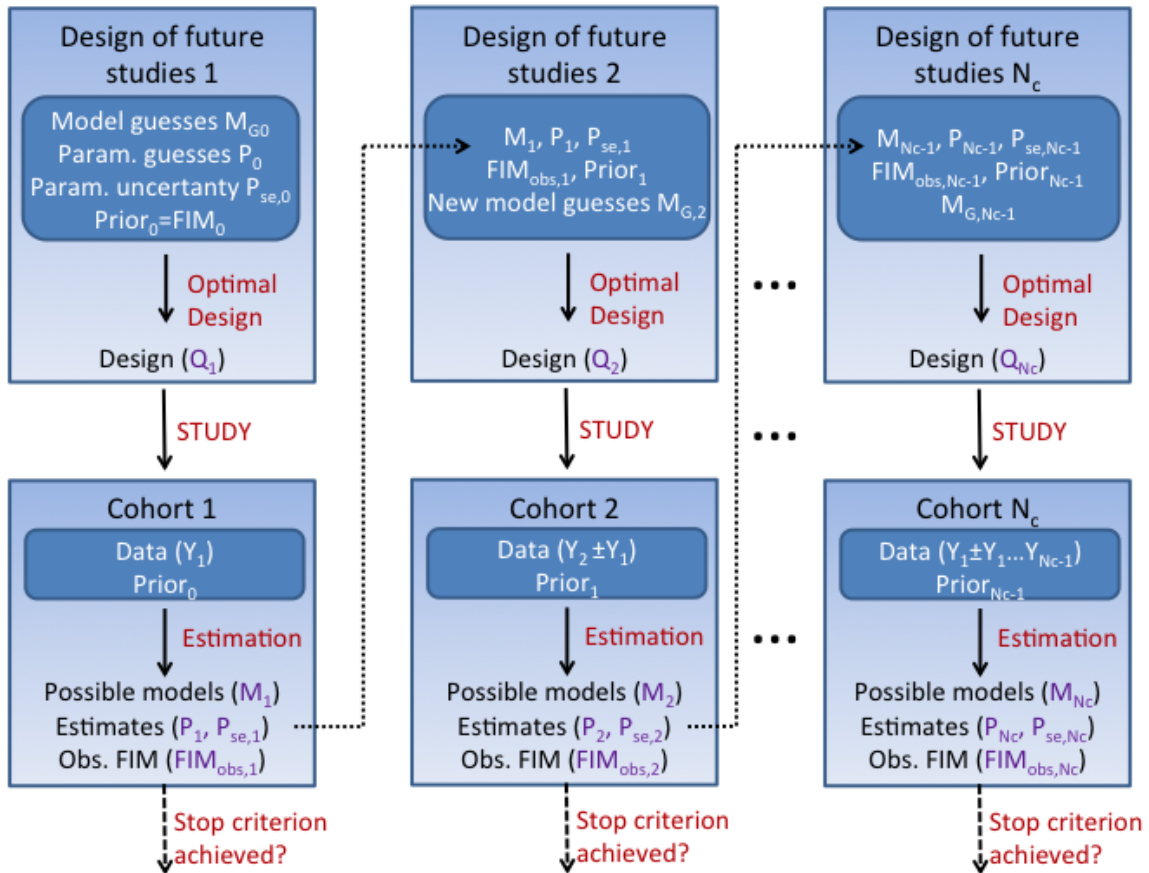 Design of future
studies 1
Model guesses M_G0
Param. guesses P_0
Param. uncertanty P_se,0
Prior_0=FIM_0
Optimal
Design
Design (Q_1)
STUDY
Cohort 1
Data (Y_1)
Prior_0
Estimation
Possible models (M_1)
Estimates (P_1, P_se,1)
Obs. FIM (FIM_obs,1)
Stop criterion
achieved?
Design of future
studies 2
M_1, P_1, P_se,1
FIM_obs,1, Prior_1
New model guesses M_G,2
Optimal
Design
Design (Q_2)
STUDY
Cohort 2
Data (Y_2 ±Y_1)
Prior_1
Estimation
Possible models (M_2)
Estimates (P_2, P_se,2)
Obs. FIM (FIM_obs,2)
Stop criterion
achieved?
...
...
...
Design of future
studies N_c
M_Nc-1, P_Nc-1, P_se,Nc-1
FIM_obs,Nc-1, Prior_Nc-1
M_G,Nc-1
Optimal
Design
Design (Q_Nc)
STUDY
Cohort N_c
Data (Y_1±Y_1...Y_Nc-1)
Prior_Nc-1
Estimation
Possible models (M_Nc)
Estimates (P_Nc, P_se,Nc)
Obs. FIM (FIM_obs,Nc)
Stop criterion
achieved?